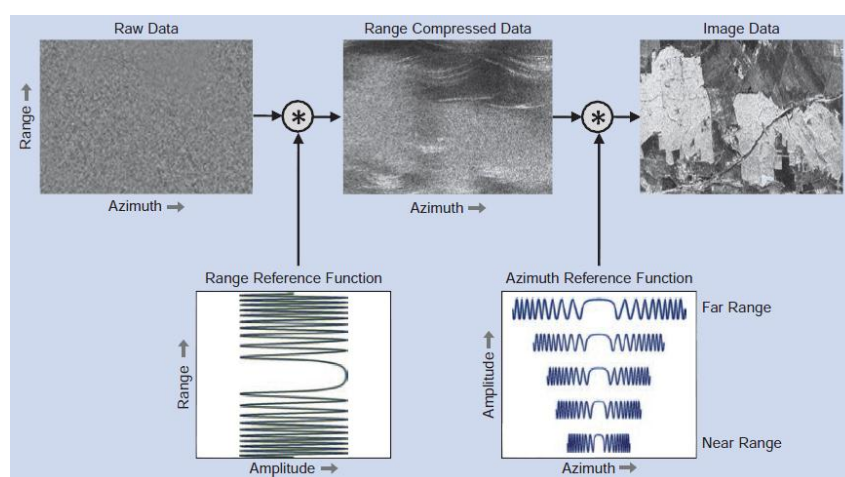 Raw Data
Range Compressed Data
Image Data
Range →
*
*
Azimuth →
Azimuth →
Range Reference Function
Azimuth Reference Function
Far Range
Near Range
Range →
Amplitude →
Amplitude →
Azimuth →